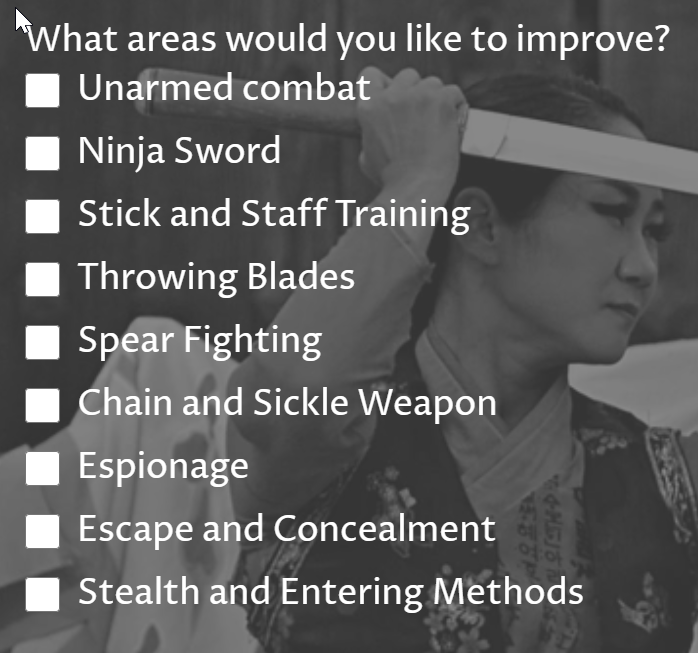 What areas would you like to improve?
Unarmed combat
Ninja Sword
Stick and Staff Training
Throwing Blades
Spear Fighting
Chain and Sickle Weapon
Espionage
Escape and Concealment
Stealth and Entering Methods